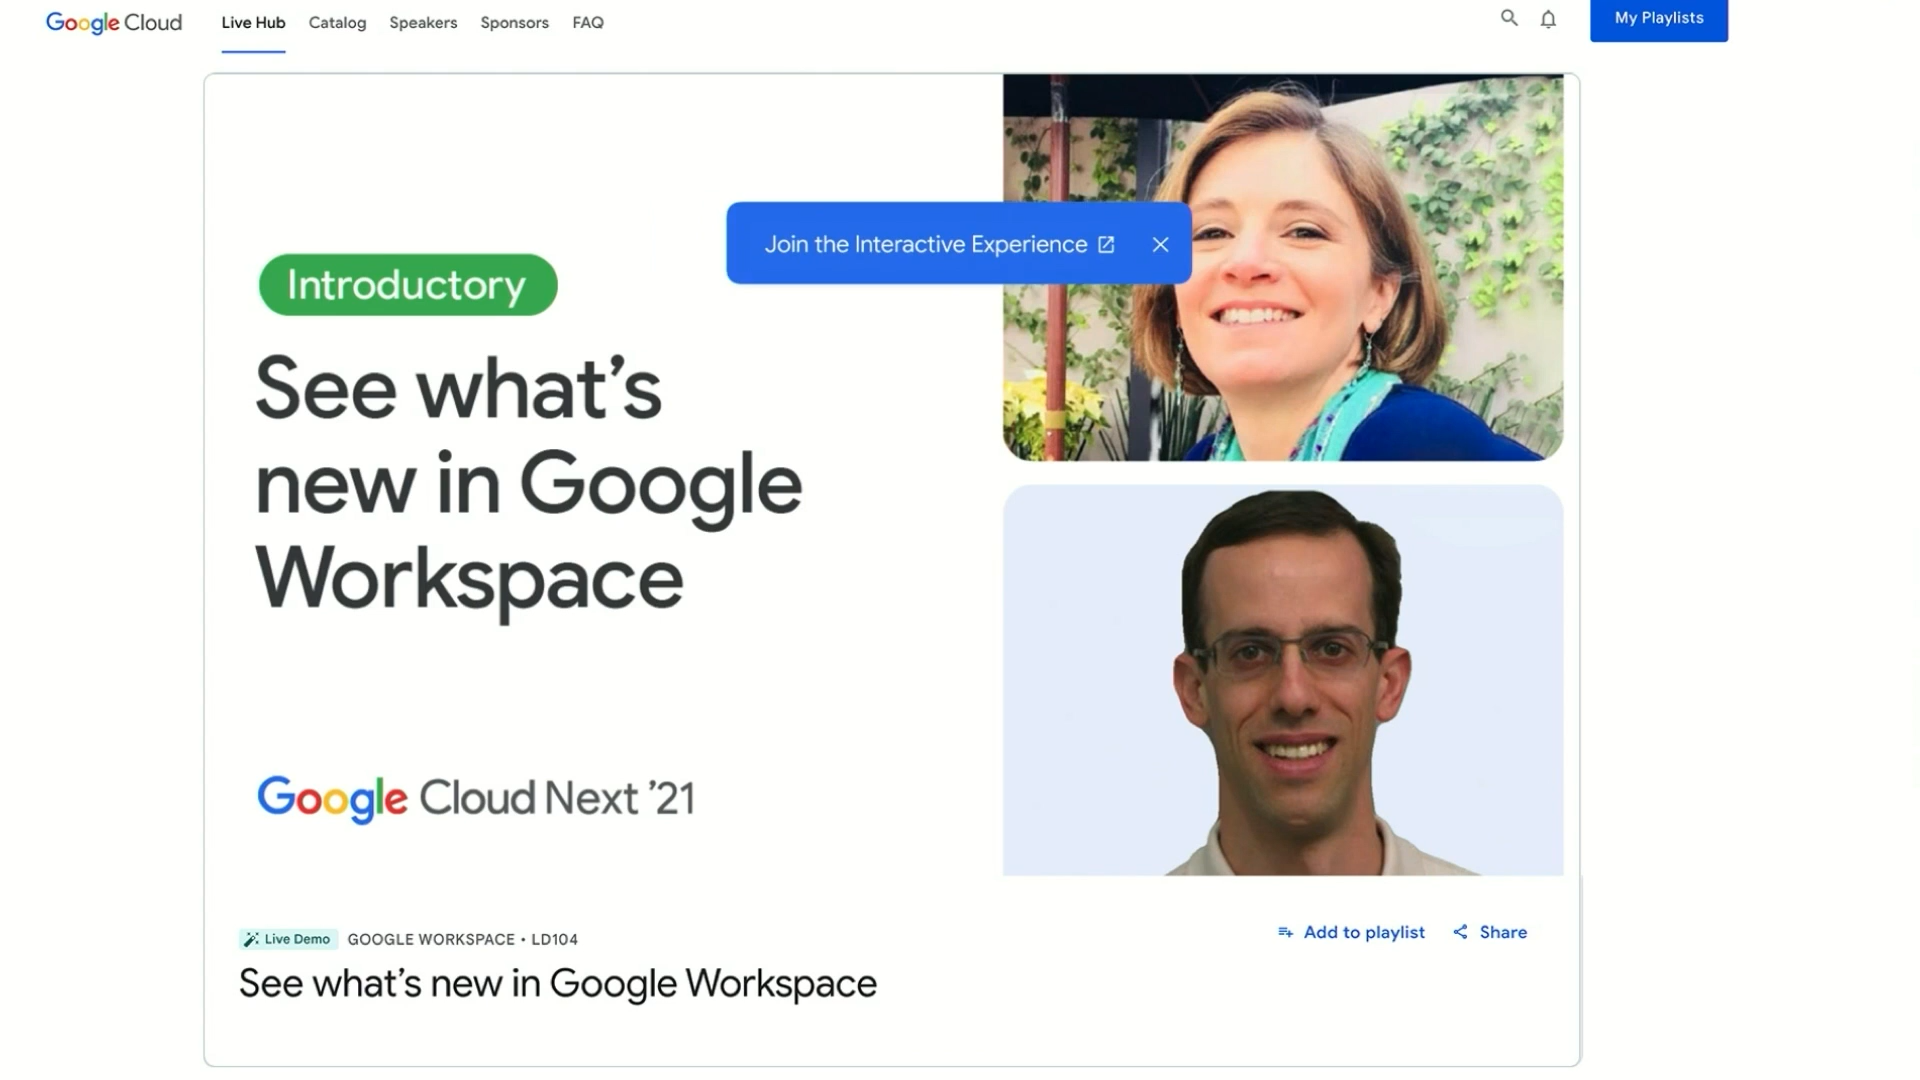 Google Cloud
Live Hub
Catalog
Speakers
Sponsors
FAQ
My Playlists
Join the Interactive Experience
Introductory
See what’s
new in Google
Workspace
Google Cloud Next ’21
Live Demo
GOOGLE WORKSPACE • LD104
Add to playlist
Share
See what’s new in Google Workspace